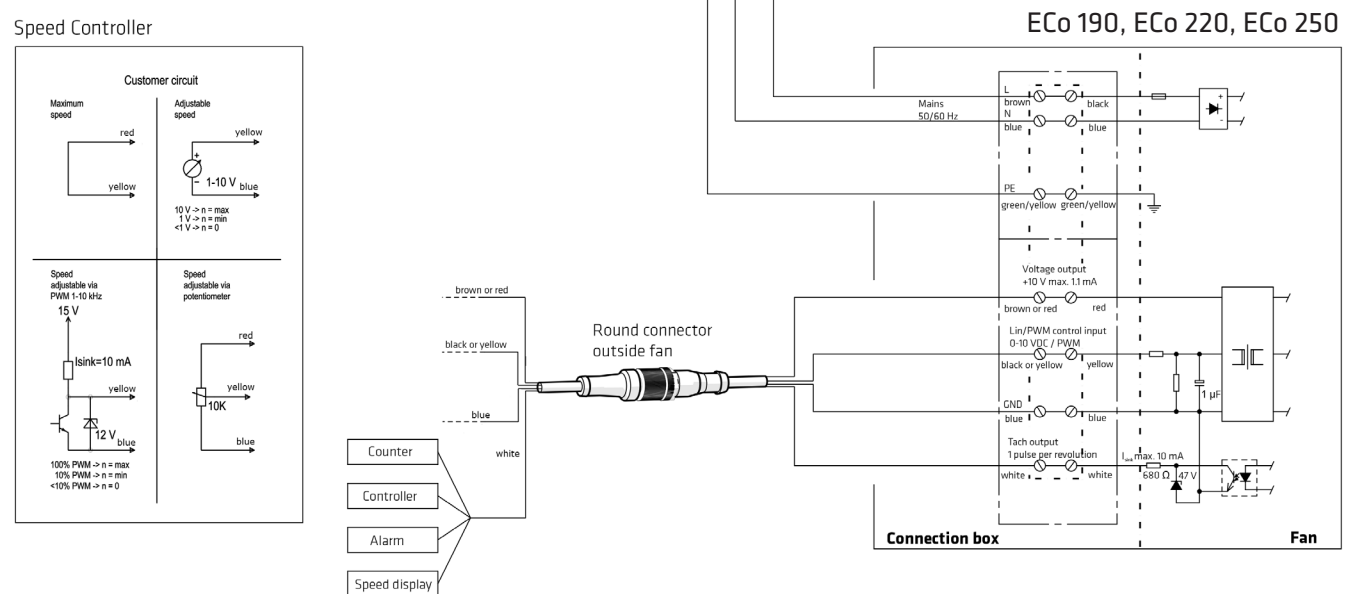 Speed Controller
ECo 190, ECo 220, ECo 250
Customer circuit
Maximum
speed
red
yellow
Adjustable
speed
yellow
+
–
1-10 V
blue
10 V -> n = max
1 V -> n = min
<1 V -> n = 0
Speed
adjustable via
PWM 1-10 kHz
15 V
Isink=10 mA
yellow
12 V
blue
100% PWM -> n = max
10% PWM -> n = min
<10% PWM -> n = 0
Speed
adjustable via
potentiometer
red
yellow
10K
blue
brown or red
black or yellow
blue
white
Round connector
outside fan
Counter
Controller
Alarm
Speed display
Mains
50/60 Hz
L
brown
black
N
blue
blue
+
-
PE
green/yellow
green/yellow
Voltage output
+10 V max. 1.1 mA
brown or red
red
Lin/PWM control input
0-10 VDC / PWM
black or yellow
yellow
1 µF
GND
blue
blue
Tach output
1 pulse per revolution
white
white
Isink max. 10 mA
680 Ω
47 V
Connection box
Fan